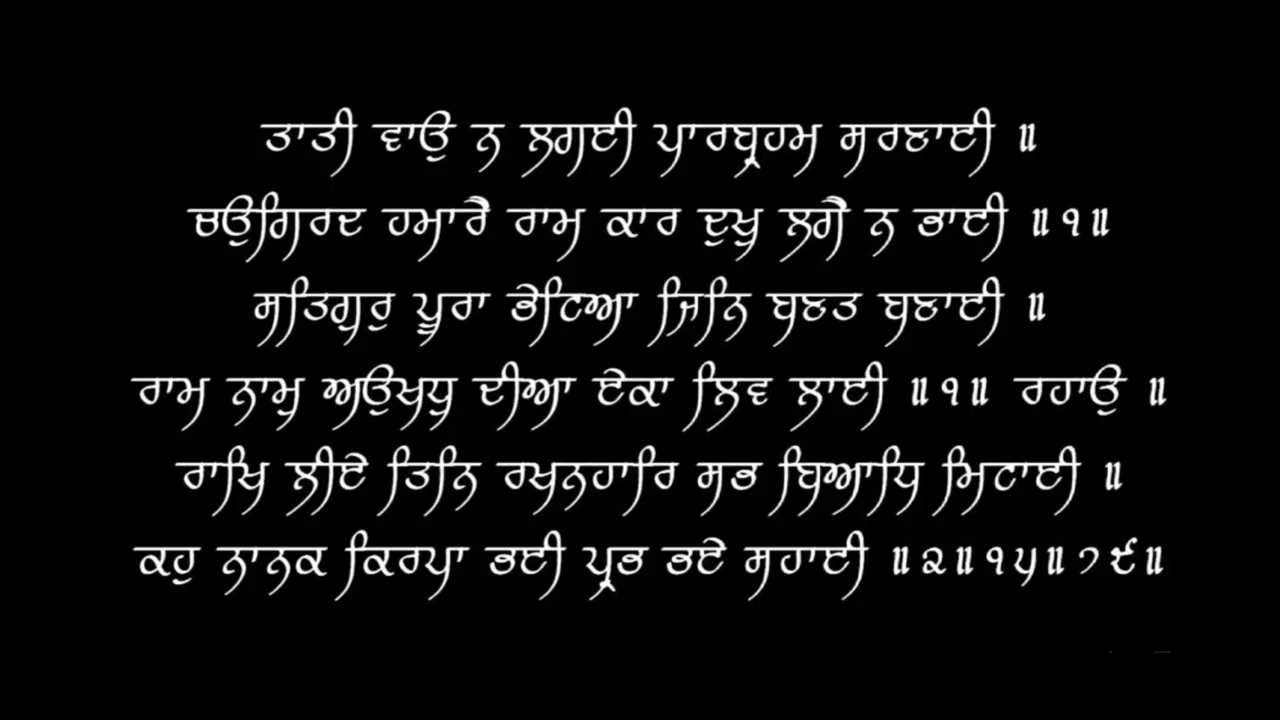 ਤਾਤੀ ਵਾਉ ਨ ਲਗਈ ਪਾਰਬ੍ਰਹਮ ਸਰਣਾਈ ॥
ਚਉਗਿਰਦ ਹਮਾਰੈ ਰਾਮ ਕਾਰ ਦੁਖੁ ਲਗੈ ਨ ਭਾਈ ॥੧॥
ਸਤਿਗੁਰੁ ਪੂਰਾ ਭੇਟਿਆ ਜਿਨਿ ਬਣਤ ਬਣਾਈ ॥
ਰਾਮ ਨਾਮੁ ਅਉਖਧੁ ਦੀਆ ਏਕਾ ਲਿਵ ਲਾਈ ॥੧॥ ਰਹਾਉ ॥
ਰਾਖਿ ਲੀਏ ਤਿਨਿ ਰਖਨਹਾਰਿ ਸਭ ਬਿਆਧਿ ਮਿਟਾਈ ॥
ਕਹੁ ਨਾਨਕ ਕਿਰਪਾ ਭਈ ਪ੍ਰਭ ਭਏ ਸਹਾਈ ॥੨॥੧੫॥੭੯॥